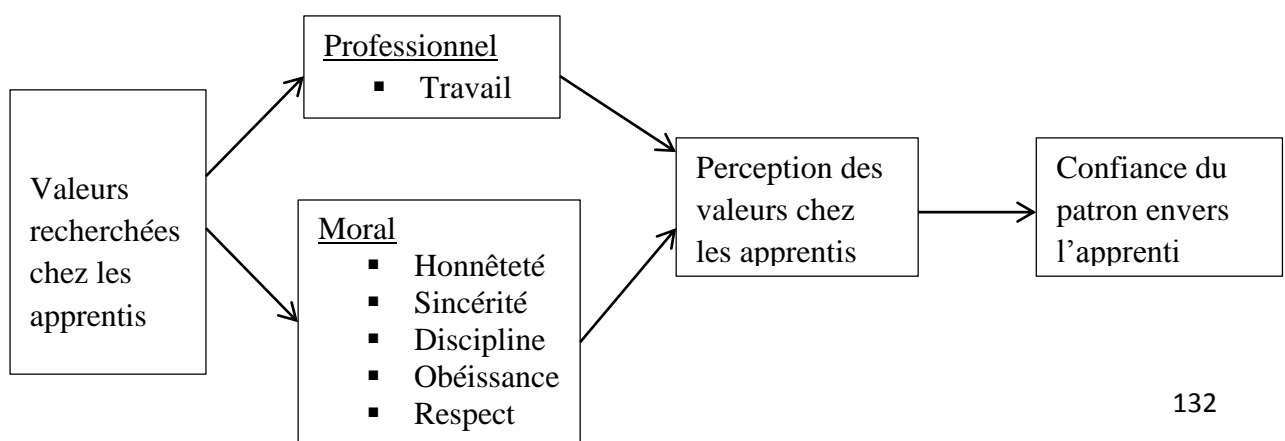 Professionnel
▪ Travail
Valeurs
recherchées
chez les
apprentis
Moral
▪ Honnêteté
▪ Sincérité
▪ Discipline
▪ Obéissance
▪ Respect
Perception des
valeurs chez
les apprentis
Confiance du
patron envers
l’apprenti
132